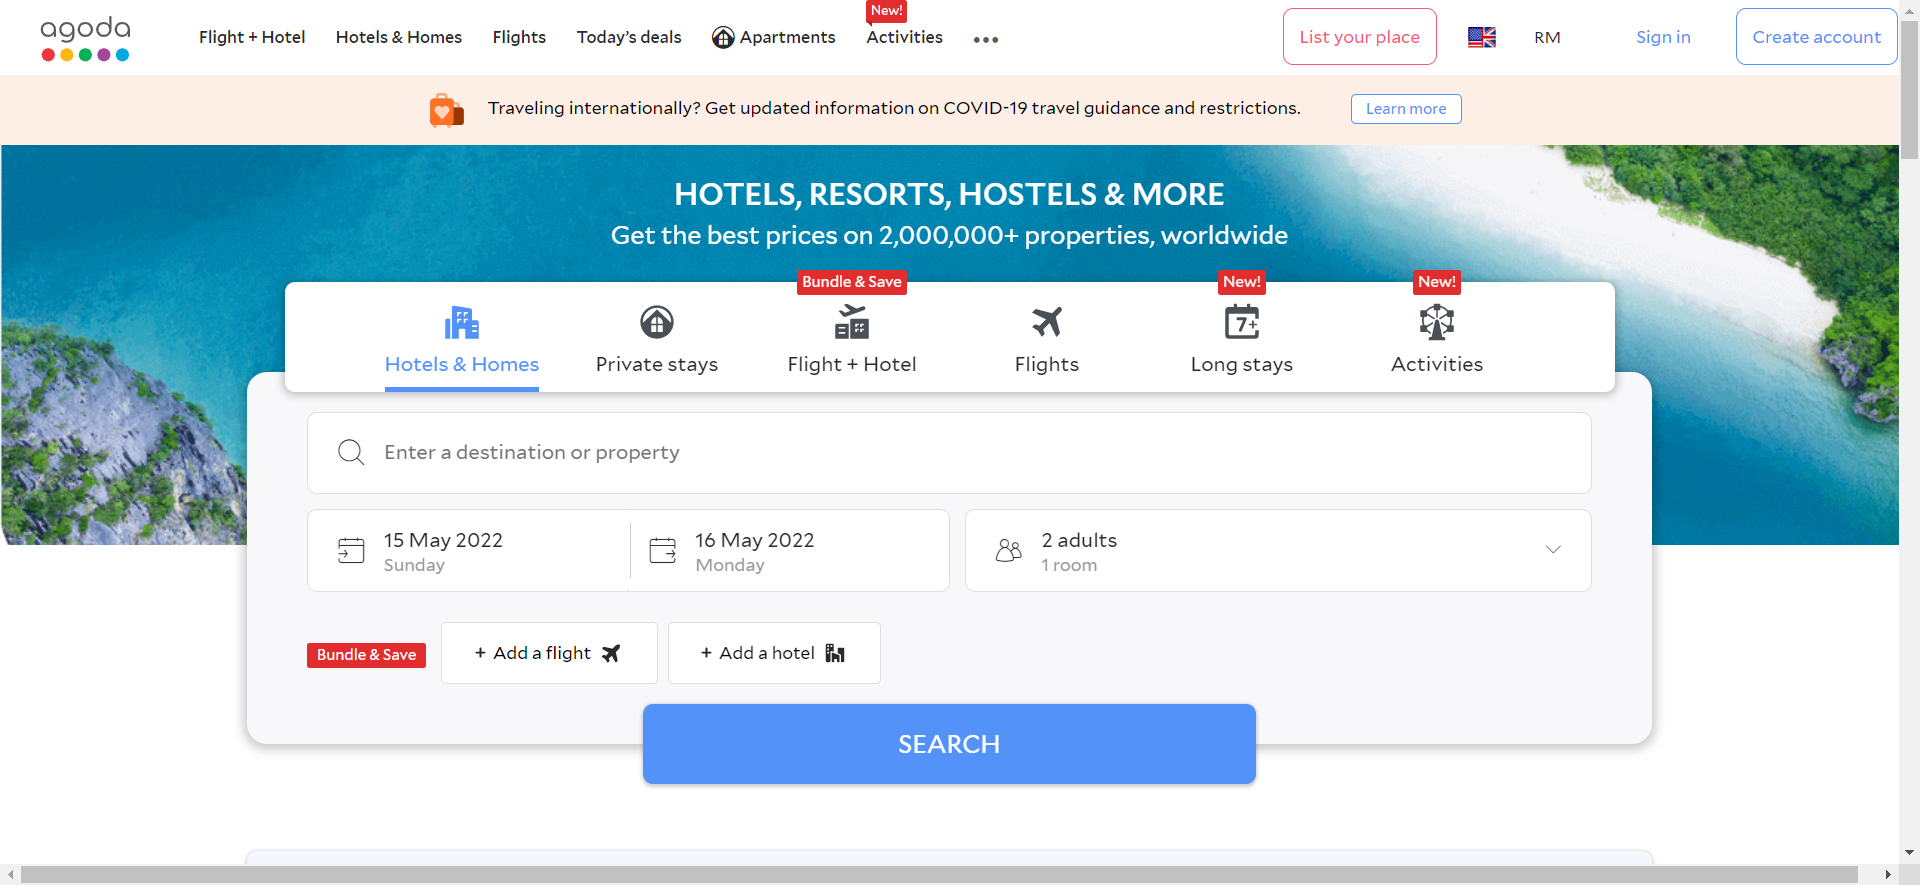 agoda
Flight + Hotel
Hotels & Homes
Flights
Today's deals
Apartments
New!
Activities
List your place
RM
Sign in
Create account
Traveling internationally? Get updated information on COVID-19 travel guidance and restrictions.
Learn more
HOTELS, RESORTS, HOSTELS & MORE
Get the best prices on 2,000,000+ properties, worldwide
Hotels & Homes
Private stays
Bundle & Save
Flight + Hotel
Flights
New!
7+
Long stays
New!
Activities
Enter a destination or property
15 May 2022
Sunday
16 May 2022
Monday
2 adults
1 room
Bundle & Save
+ Add a flight
+ Add a hotel
SEARCH